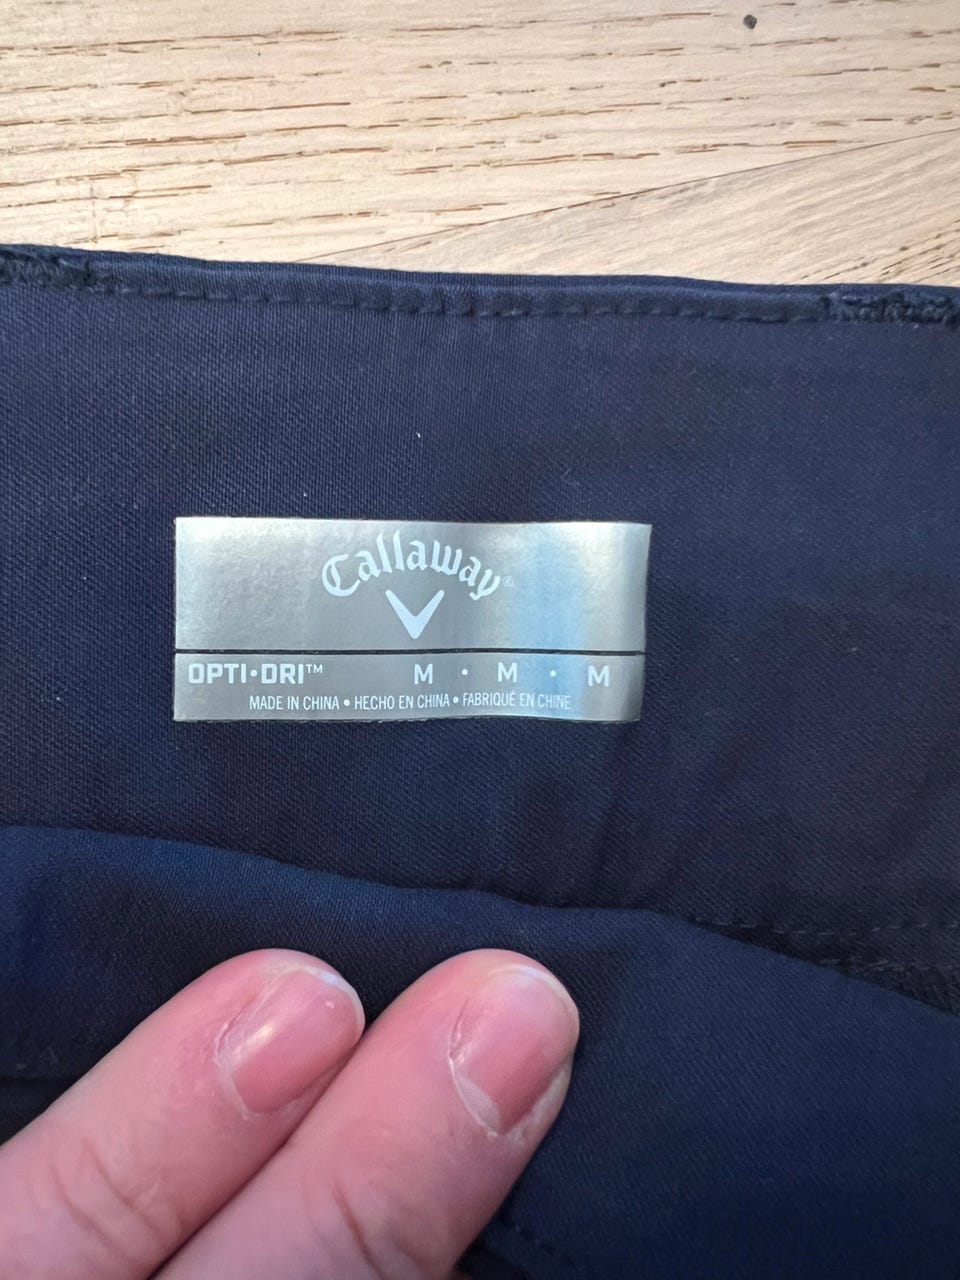 Callaway®
OPTI•DRI™ M • M • M
MADE IN CHINA • HECHO EN CHINA • FABRIQUÉ EN CHINE